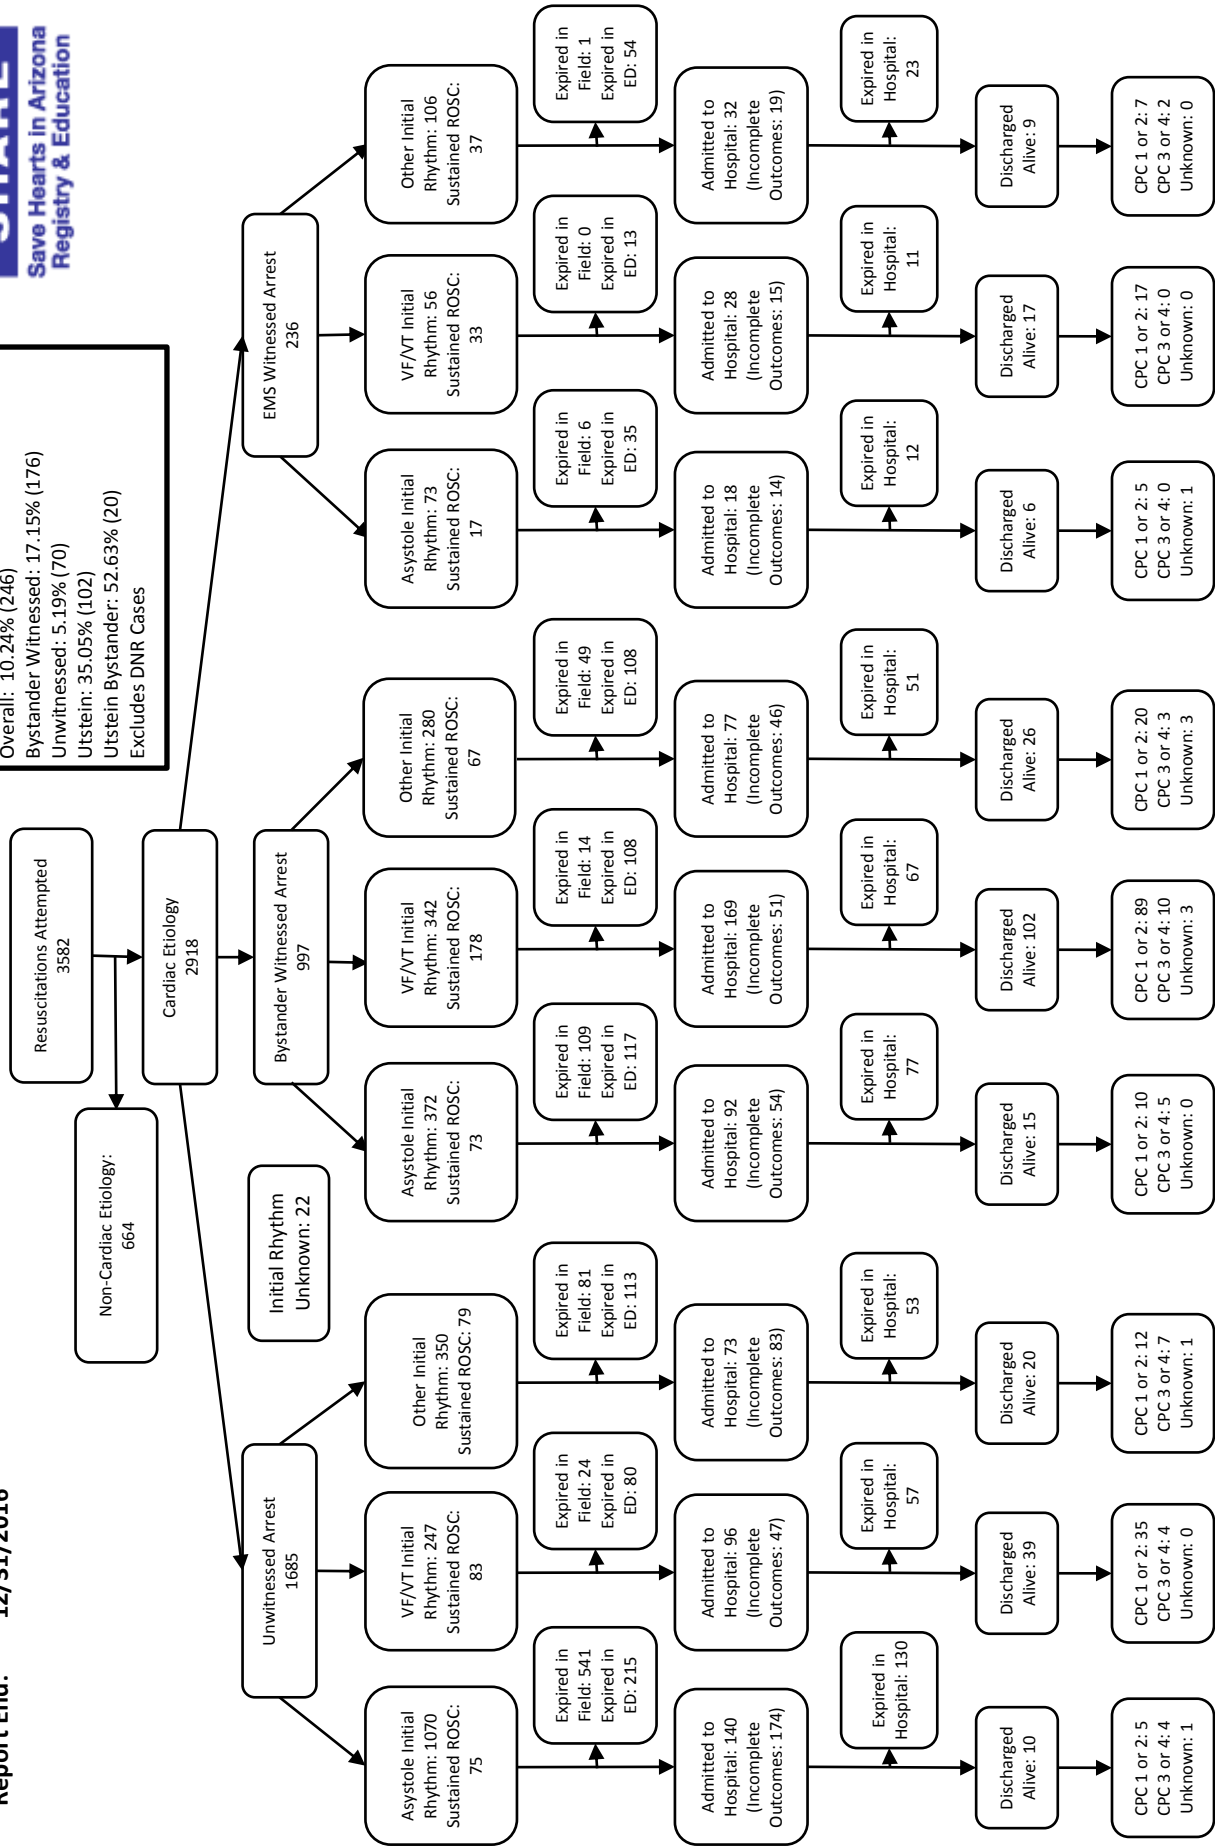 Report End: 12/31/2016
SHARE
Save Hearts in Arizona
Registry & Education
Overall: 10.24% (246)
Bystander Witnessed: 17.15% (176)
Unwitnessed: 5.19% (70)
Utstein: 35.05% (102)
Utstein Bystander: 52.63% (20)
Excludes DNR Cases
Resuscitations Attempted
3582
Non-Cardiac Etiology:
664
Cardiac Etiology
2918
Unwitnessed Arrest
1685
Initial Rhythm
Unknown: 22
Bystander Witnessed Arrest
997
EMS Witnessed Arrest
236
Asystole Initial
Rhythm: 1070
Sustained ROSC:
75
VF/VT Initial
Rhythm: 247
Sustained ROSC:
83
Other Initial
Rhythm: 350
Sustained ROSC: 79
Asystole Initial
Rhythm: 372
Sustained ROSC:
73
VF/VT Initial
Rhythm: 342
Sustained ROSC:
178
Other Initial
Rhythm: 280
Sustained ROSC:
67
Asystole Initial
Rhythm: 73
Sustained ROSC:
17
VF/VT Initial
Rhythm: 56
Sustained ROSC:
33
Other Initial
Rhythm: 106
Sustained ROSC:
37
Expired in
Field: 541
Expired in
ED: 215
Expired in
Field: 24
Expired in
ED: 80
Expired in
Field: 81
Expired in
ED: 113
Expired in
Field: 109
Expired in
ED: 117
Expired in
Field: 14
Expired in
ED: 108
Expired in
Field: 49
Expired in
ED: 108
Expired in
Field: 6
Expired in
ED: 35
Expired in
Field: 0
Expired in
ED: 13
Expired in
Field: 1
Expired in
ED: 54
Admitted to
Hospital: 140
(Incomplete
Outcomes: 174)
Admitted to
Hospital: 96
(Incomplete
Outcomes: 47)
Admitted to
Hospital: 73
(Incomplete
Outcomes: 83)
Admitted to
Hospital: 92
(Incomplete
Outcomes: 54)
Admitted to
Hospital: 169
(Incomplete
Outcomes: 51)
Admitted to
Hospital: 77
(Incomplete
Outcomes: 46)
Admitted to
Hospital: 18
(Incomplete
Outcomes: 14)
Admitted to
Hospital: 28
(Incomplete
Outcomes: 15)
Admitted to
Hospital: 32
(Incomplete
Outcomes: 19)
Expired in
Hospital: 130
Expired in
Hospital:
57
Expired in
Hospital:
53
Expired in
Hospital:
77
Expired in
Hospital:
67
Expired in
Hospital:
51
Expired in
Hospital:
12
Expired in
Hospital:
11
Expired in
Hospital:
23
Discharged
Alive: 10
Discharged
Alive: 39
Discharged
Alive: 20
Discharged
Alive: 15
Discharged
Alive: 102
Discharged
Alive: 26
Discharged
Alive: 6
Discharged
Alive: 17
Discharged
Alive: 9
CPC 1 or 2: 5
CPC 3 or 4: 4
Unknown: 1
CPC 1 or 2: 35
CPC 3 or 4: 4
Unknown: 0
CPC 1 or 2: 12
CPC 3 or 4: 7
Unknown: 1
CPC 1 or 2: 10
CPC 3 or 4: 5
Unknown: 0
CPC 1 or 2: 89
CPC 3 or 4: 10
Unknown: 3
CPC 1 or 2: 20
CPC 3 or 4: 3
Unknown: 3
CPC 1 or 2: 5
CPC 3 or 4: 0
Unknown: 1
CPC 1 or 2: 17
CPC 3 or 4: 0
Unknown: 0
CPC 1 or 2: 7
CPC 3 or 4: 2
Unknown: 0